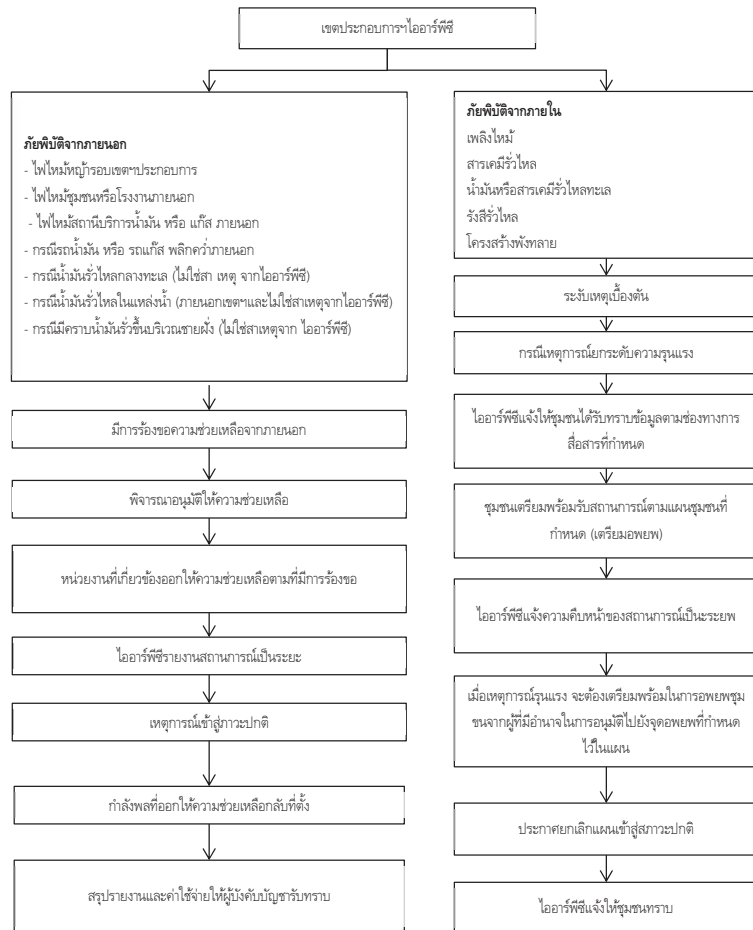 เขตประกอบการฯไออาร์พีซี
ภัยพิบัติจากภายนอก
- ไฟไหม้หญ้ารอบเขตฯประกอบการ
- ไฟไหม้ชุมชนหรือโรงงานภายนอก
- ไฟไหม้สถานีบริการน้ำมัน หรือ แก๊ส ภายนอก
- กรณีรถน้ำมัน หรือ รถแก๊ส พลิกคว่ำภายนอก
- กรณีน้ำมันรั่วไหลกลางทะเล (ไม่ใช่สา เหตุ จากไออาร์พีซี)
- กรณีน้ำมันรั่วไหลในแหล่งน้ำ (ภายนอกเขตฯและไม่ใช่สาเหตุจากไออาร์พีซี)
- กรณีมีคราบน้ำมันรั่วขึ้นบริเวณชายฝั่ง (ไม่ใช่สาเหตุจาก ไออาร์พีซี)
มีการร้องขอความช่วยเหลือจากภายนอก
พิจารณาอนุมัติให้ความช่วยเหลือ
หน่วยงานที่เกี่ยวข้องออกให้ความช่วยเหลือตามที่มีการร้องขอ
ไออาร์พีซีรายงานสถานการณ์เป็นระยะ
เหตุการณ์เข้าสู่ภาวะปกติ
กำลังพลที่ออกให้ความช่วยเหลือกลับที่ตั้ง
สรุปรายงานและค่าใช้จ่ายให้ผู้บังคับบัญชารับทราบ
ภัยพิบัติจากภายใน
เพลิงไหม้
สารเคมีรั่วไหล
น้ำมันหรือสารเคมีรั่วไหลทะเล
รังสีรั่วไหล
โครงสร้างพังทลาย
ระงับเหตุเบื้องต้น
กรณีเหตุการณ์ยกระดับความรุนแรง
ไออาร์พีซีแจ้งให้ชุมชนได้รับทราบข้อมูลตามช่องทางการ
สื่อสารที่กำหนด
ชุมชนเตรียมพร้อมรับสถานการณ์ตามแผนชุมชนที่
กำหนด (เตรียมอพยพ)
ไออาร์พีซีแจ้งความคืบหน้าของสถานการณ์เป็นะระยพ
เมื่อเหตุการณ์รุนแรง จะต้องเตรียมพร้อมในการอพยพชุม
ชนจากผู้ที่มีอำนาจในการอนุมัติไปยังจุดอพยพที่กำหนด
ไว้ในแผน
ประกาศยกเลิกแผนเข้าสู่สภาวะปกติ
ไออาร์พีซีแจ้งให้ชุมชนทราบ